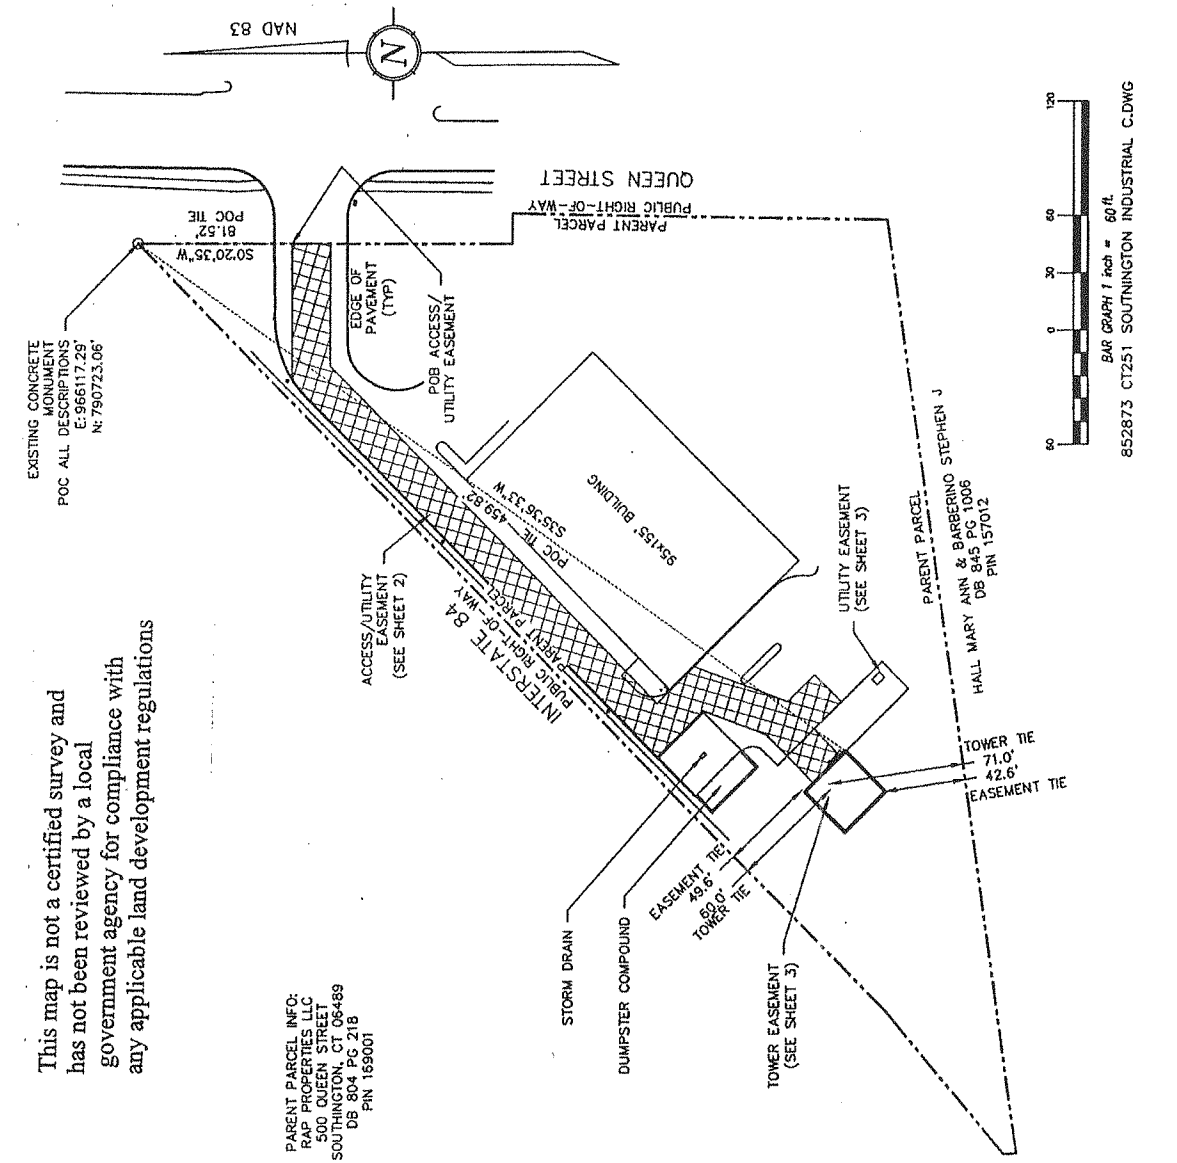 This map is not a certified survey and
has not been reviewed by a local
government agency for compliance with
any applicable land development regulations
EXISTING CONCRETE
MONUMENT
POC ALL DESCRIPTIONS
E: 966117.29'
N: 790723.06'
NAD 83
N
S0°20'35"W
81.52'
POC TIE
QUEEN STREET
PUBLIC RIGHT-OF-WAY
PARENT PARCEL
EDGE OF
PAVEMENT
(TYP)
POB ACCESS/
UTILITY EASEMENT
ACCESS/UTILITY
EASEMENT
(SEE SHEET 2)
INTERSTATE 84
PUBLIC RIGHT-OF-WAY
PARENT PARCEL
POC TIE 459.82'
S35°36'33"W
95x155' BUILDING
UTILITY EASEMENT
(SEE SHEET 3)
PARENT PARCEL
HALL MARY ANN & BARBERINO STEPHEN J
DB 845 PG 1006
PIN 157012
TOWER TIE
71.0'
42.6'
EASEMENT TIE
EASEMENT TIE
49.6'
60.0'
TOWER TIE
STORM DRAIN
DUMPSTER COMPOUND
TOWER EASEMENT
(SEE SHEET 3)
PARENT PARCEL INFO:
RAP PROPERTIES LLC
500 QUEEN STREET
SOUTHINGTON, CT 06489
DB 804 PG 218
PIN 169001
60 0 30 60 120
BAR GRAPH 1 inch = 60 ft.
852873 CT251 SOUTNINGTON INDUSTRIAL C.DWG